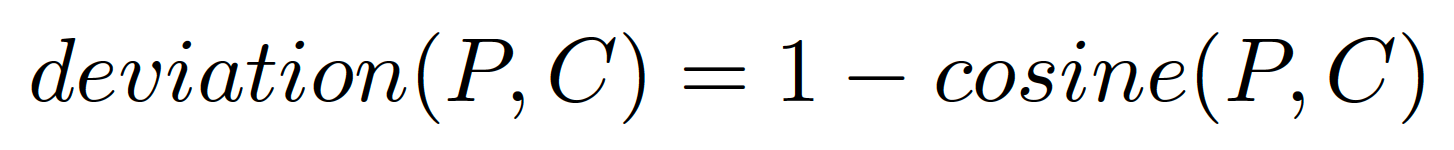 deviation(P, C) = 1 − cosine(P, C)